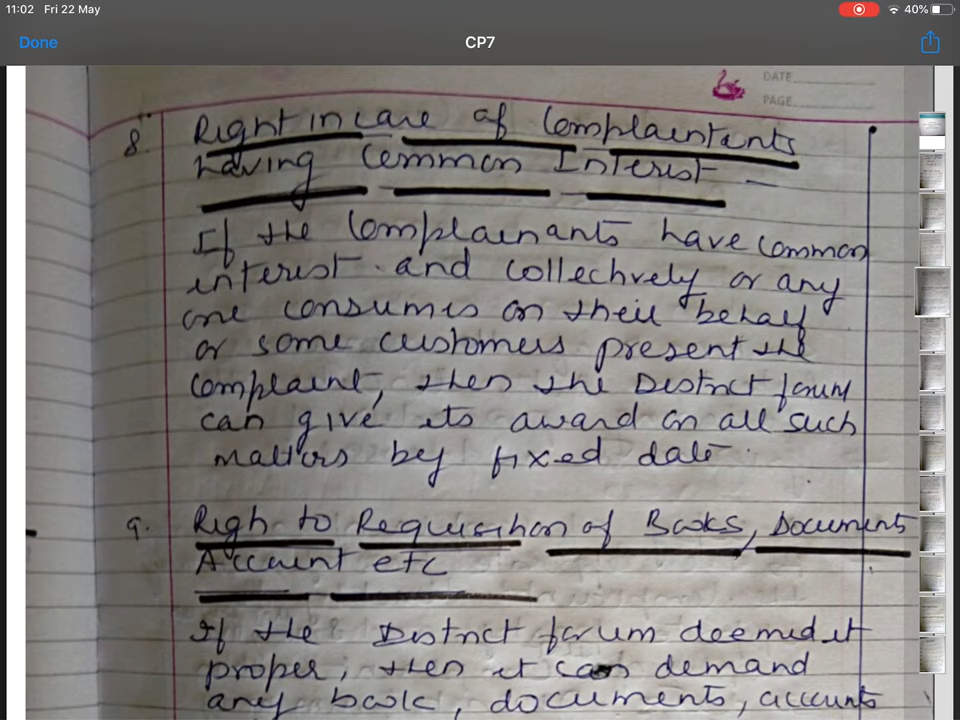 11:02 Fri 22 May
40%
Done
CP7
DATE
PAGE
8. Right in case of Complaintants
having Common Interest -
If the Complainants have common
interest and collectively or any
one consumes on their behalf
or some customers present the
Complaint, then the District forum
can give its award on all such
matters by fixed date.
9. Righ to Requisition of Books, Documents
Account etc
If the District forum deemed it
proper, then it can demand
any book, documents, accounts